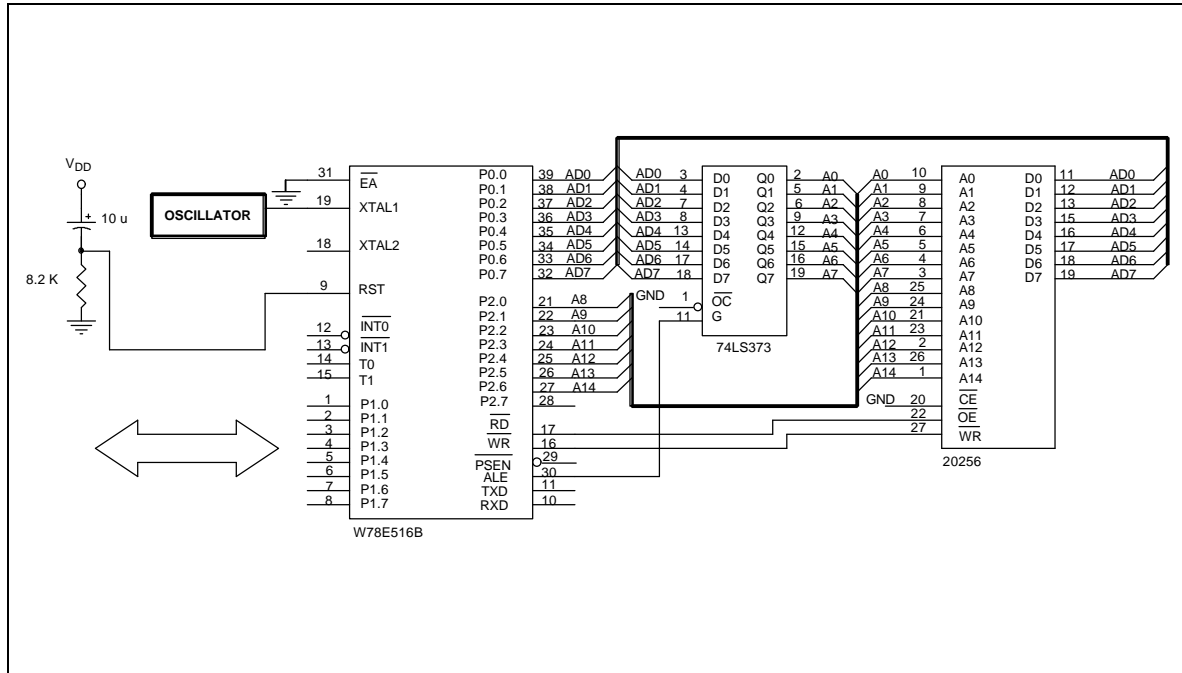 V_DD
10 u
8.2 K
OSCILLATOR
31 EA
19 XTAL1
18 XTAL2
9 RST
12 INT0
13 INT1
14 T0
15 T1
1 P1.0
2 P1.1
3 P1.2
4 P1.3
5 P1.4
6 P1.5
7 P1.6
8 P1.7
P0.0 39 AD0
P0.1 38 AD1
P0.2 37 AD2
P0.3 36 AD3
P0.4 35 AD4
P0.5 34 AD5
P0.6 33 AD6
P0.7 32 AD7
P2.0 21 A8
P2.1 22 A9
P2.2 23 A10
P2.3 24 A11
P2.4 25 A12
P2.5 26 A13
P2.6 27 A14
P2.7 28
RD 17
WR 16
PSEN 29
ALE 30
TXD 11
RXD 10
W78E516B
AD0 3 D0 Q0 2 A0
AD1 4 D1 Q1 5 A1
AD2 7 D2 Q2 6 A2
AD3 8 D3 Q3 9 A3
AD4 13 D4 Q4 12 A4
AD5 14 D5 Q5 15 A5
AD6 17 D6 Q6 16 A6
AD7 18 D7 Q7 19 A7
GND 1 OC
11 G
74LS373
A0 10 A0 D0 11 AD0
A1 9 A1 D1 12 AD1
A2 8 A2 D2 13 AD2
A3 7 A3 D3 15 AD3
A4 6 A4 D4 16 AD4
A5 5 A5 D5 17 AD5
A6 4 A6 D6 18 AD6
A7 3 A7 D7 19 AD7
A8 25 A8
A9 24 A9
A10 21 A10
A11 23 A11
A12 2 A12
A13 26 A13
A14 1 A14
GND 20 CE
22 OE
27 WR
20256